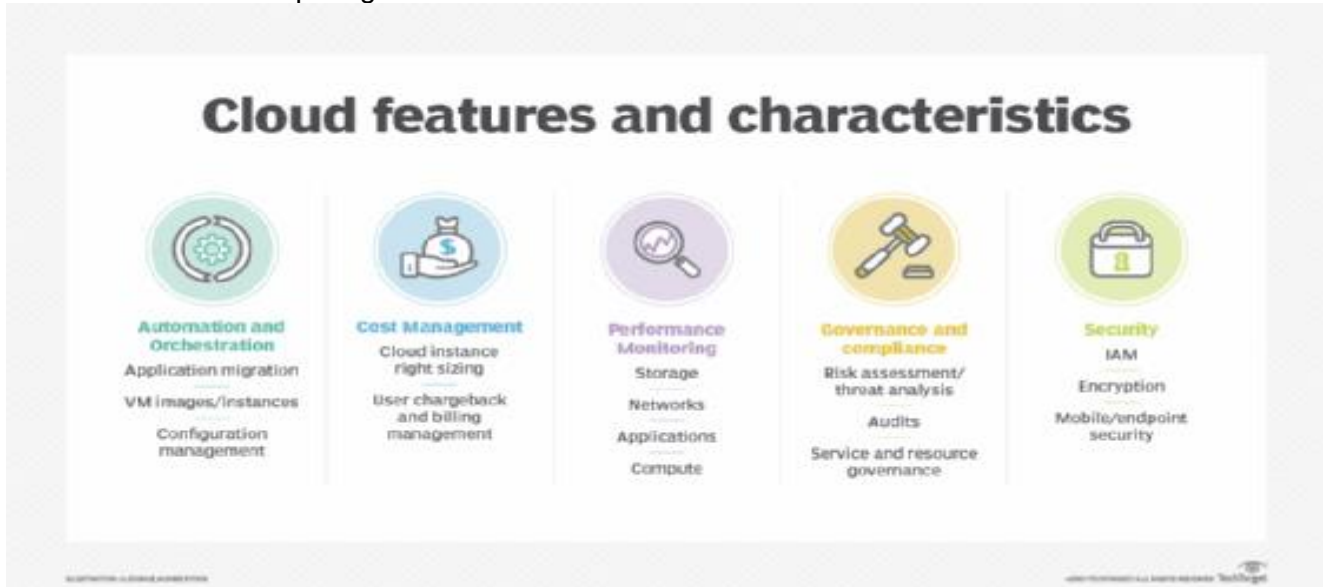 Cloud features and characteristics
Automation and
Orchestration
Application migration
VM images/instances
Configuration
management
Cost Management
Cloud instance
right sizing
User chargeback
and billing
management
Performance
Monitoring
Storage
Networks
Applications
Compute
Governance and
compliance
Risk assessment/
threat analysis
Audits
Service and resource
governance
Security
IAM
Encryption
Mobile/endpoint
security
TechTarget